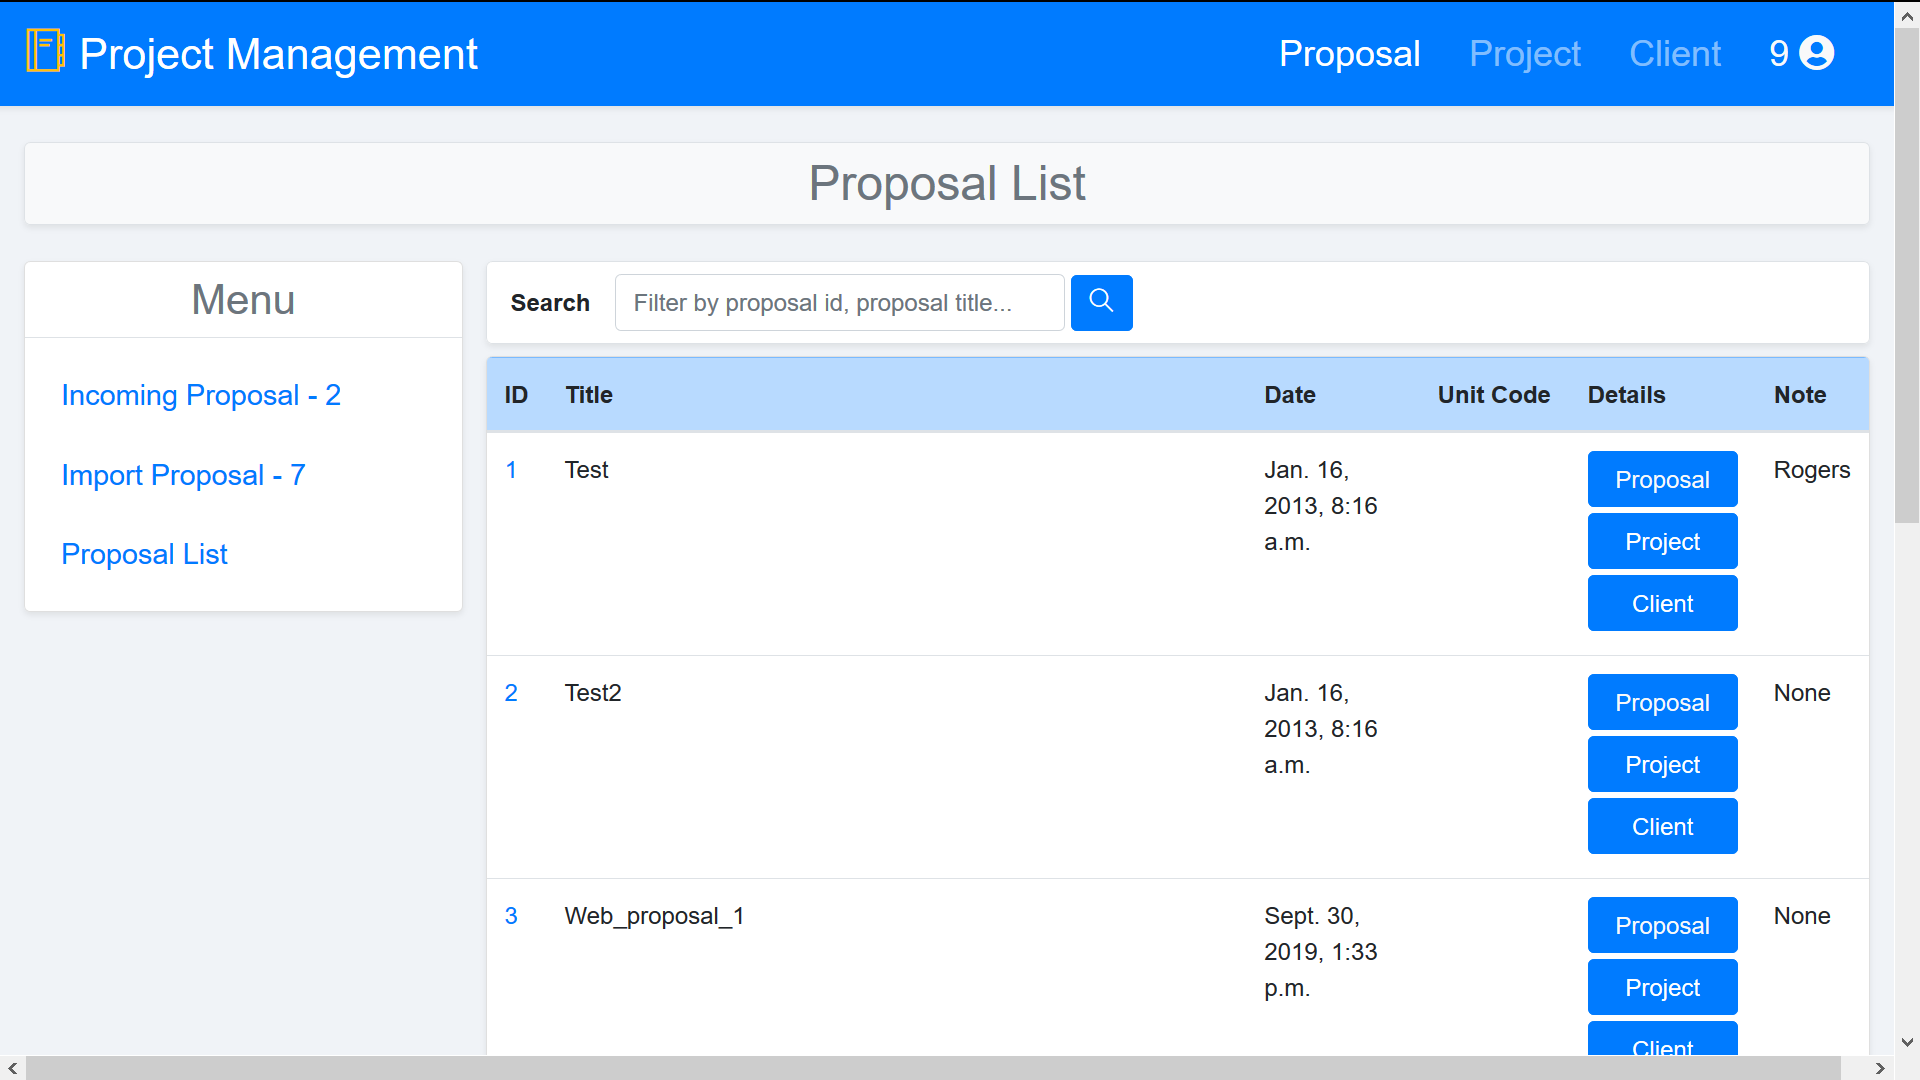 Project Management
Proposal Project Client 9
Proposal List
Menu
Incoming Proposal - 2
Import Proposal - 7
Proposal List
Search Filter by proposal id, proposal title...
ID Title Date Unit Code Details Note
1 Test Jan. 16, 2013, 8:16 a.m. Proposal Project Client Rogers
2 Test2 Jan. 16, 2013, 8:16 a.m. Proposal Project Client None
3 Web_proposal_1 Sept. 30, 2019, 1:33 p.m. Proposal Project Client None